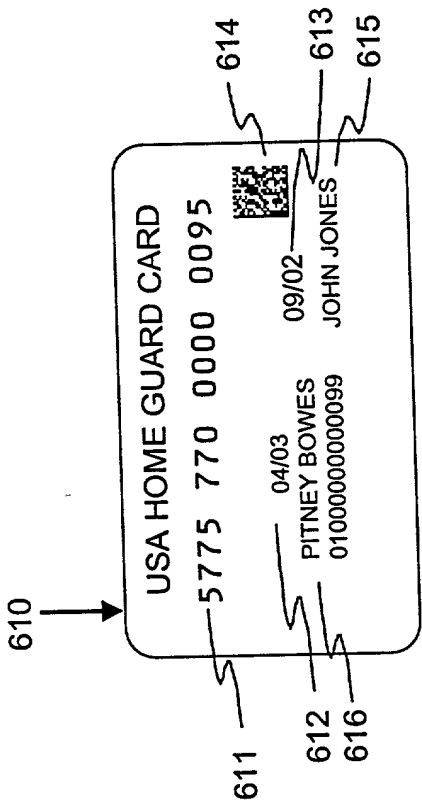 610
614
613
615
USA HOME GUARD CARD
5775 770 0000 0095
04/03
09/02
PITNEY BOWES
JOHN JONES
01000000000099
611
612
616